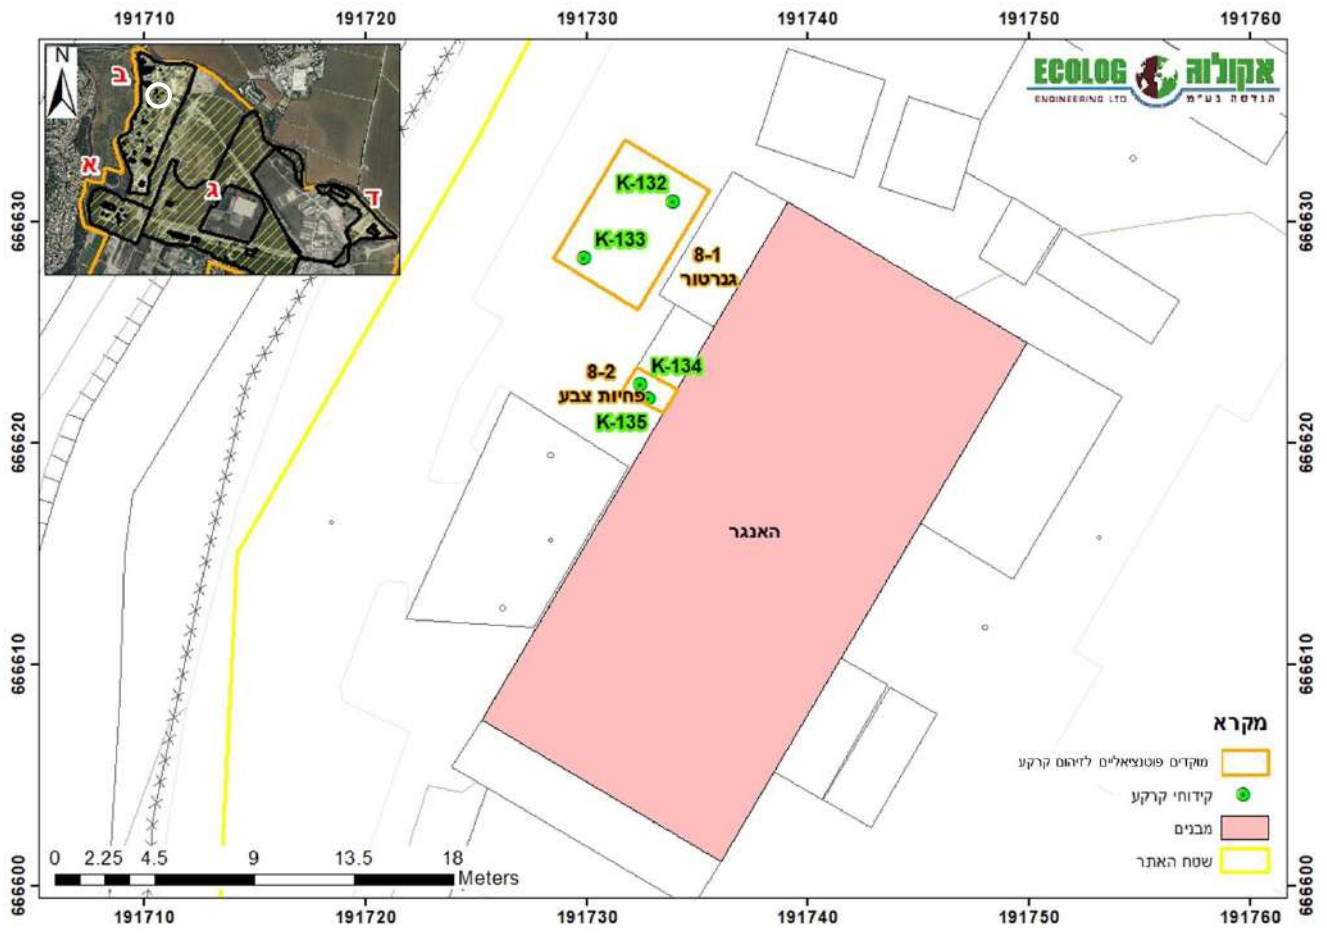 191710 191720 191730 191740 191750 191760
N
ב
א
ג
ד
ECOLOG אקולוג
ENGINEERING LTD הנדסה בע"מ
666630 666630
K-132
K-133
8-1
גנרטור
K-134
8-2
פחיות צבע
K-135
666620 666620
האנגר
666610 666610
מקרא
מוקדים פוטנציאליים לזיהום קרקע
קידוחי קרקע
מבנים
שטח האתר
0 2.25 4.5 9 13.5 18
Meters
666600 666600
191710 191720 191730 191740 191750 191760